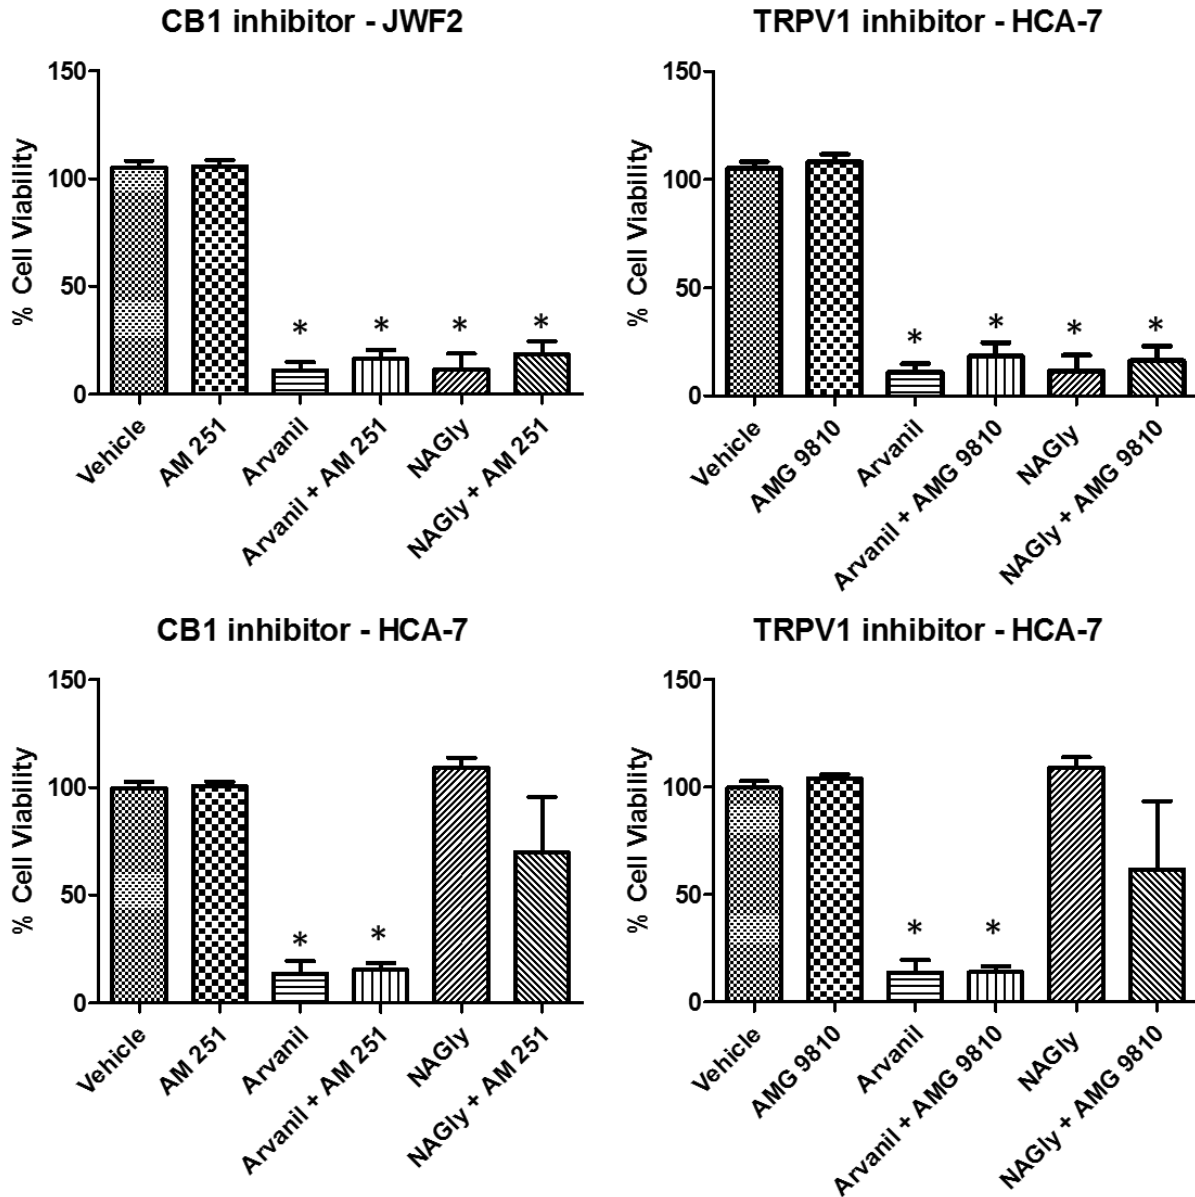 CB1 inhibitor - JWF2
% Cell Viability
150
100
50
0
*
*
*
*
Vehicle
AM 251
Arvanil
Arvanil + AM 251
NAGly
NAGly + AM 251
TRPV1 inhibitor - HCA-7
% Cell Viability
150
100
50
0
*
*
*
*
Vehicle
AMG 9810
Arvanil
Arvanil + AMG 9810
NAGly
NAGly + AMG 9810
CB1 inhibitor - HCA-7
% Cell Viability
150
100
50
0
*
*
Vehicle
AM 251
Arvanil
Arvanil + AM 251
NAGly
NAGly + AM 251
TRPV1 inhibitor - HCA-7
% Cell Viability
150
100
50
0
*
*
Vehicle
AMG 9810
Arvanil
Arvanil + AMG 9810
NAGly
NAGly + AMG 9810